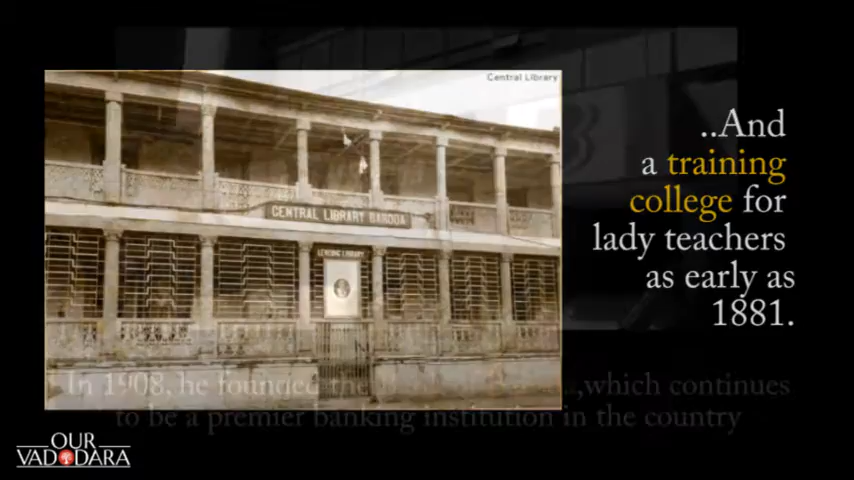 Central Library
..And
a training
college for
lady teachers
as early as
1881.
CENTRAL LIBRARY BARODA
LENDING LIBRARY
In 1908, he founded the ,which continues
to be a premier banking institution in the country
OUR
VADODARA